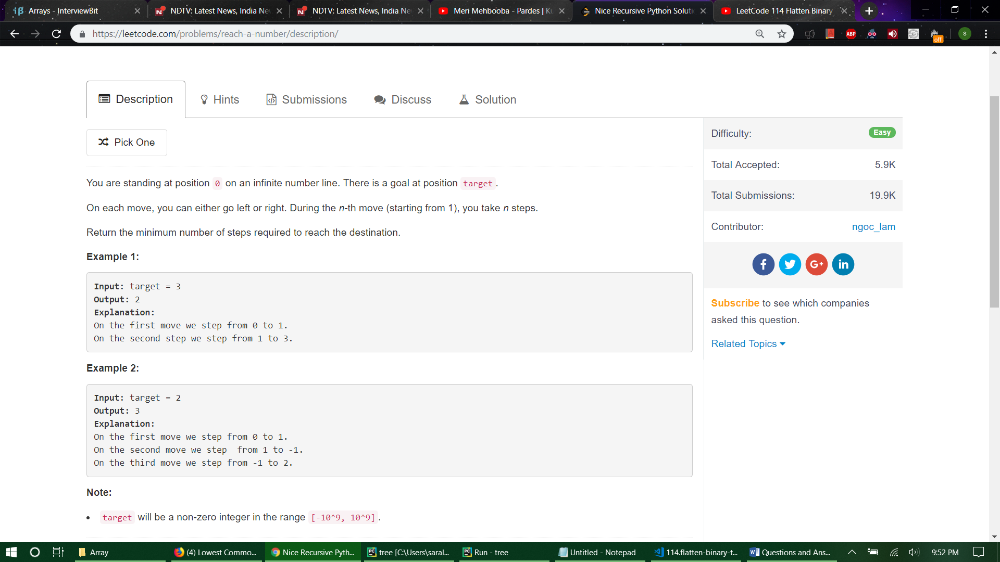 Arrays - InterviewBit
NDTV: Latest News, India Ne
NDTV: Latest News, India Ne
Meri Mehbooba - Pardes | Ku
Nice Recursive Python Soluti
LeetCode 114 Flatten Binary
https://leetcode.com/problems/reach-a-number/description/
ABP
off
S
Description
Hints
Submissions
Discuss
Solution
Pick One
You are standing at position 0 on an infinite number line. There is a goal at position target.
On each move, you can either go left or right. During the n-th move (starting from 1), you take n steps.
Return the minimum number of steps required to reach the destination.
Example 1:
Input: target = 3
Output: 2
Explanation:
On the first move we step from 0 to 1.
On the second step we step from 1 to 3.
Example 2:
Input: target = 2
Output: 3
Explanation:
On the first move we step from 0 to 1.
On the second move we step  from 1 to -1.
On the third move we step from -1 to 2.
Note:
• target will be a non-zero integer in the range [-10^9, 10^9].
Difficulty: Easy
Total Accepted: 5.9K
Total Submissions: 19.9K
Contributor: ngoc_lam
f
G+
in
Subscribe to see which companies
asked this question.
Related Topics
Array
(4) Lowest Commo...
Nice Recursive Pyth...
tree [C:\Users\saral...
Run - tree
Untitled - Notepad
114.flatten-binary-t...
Questions and Ans...
9:52 PM